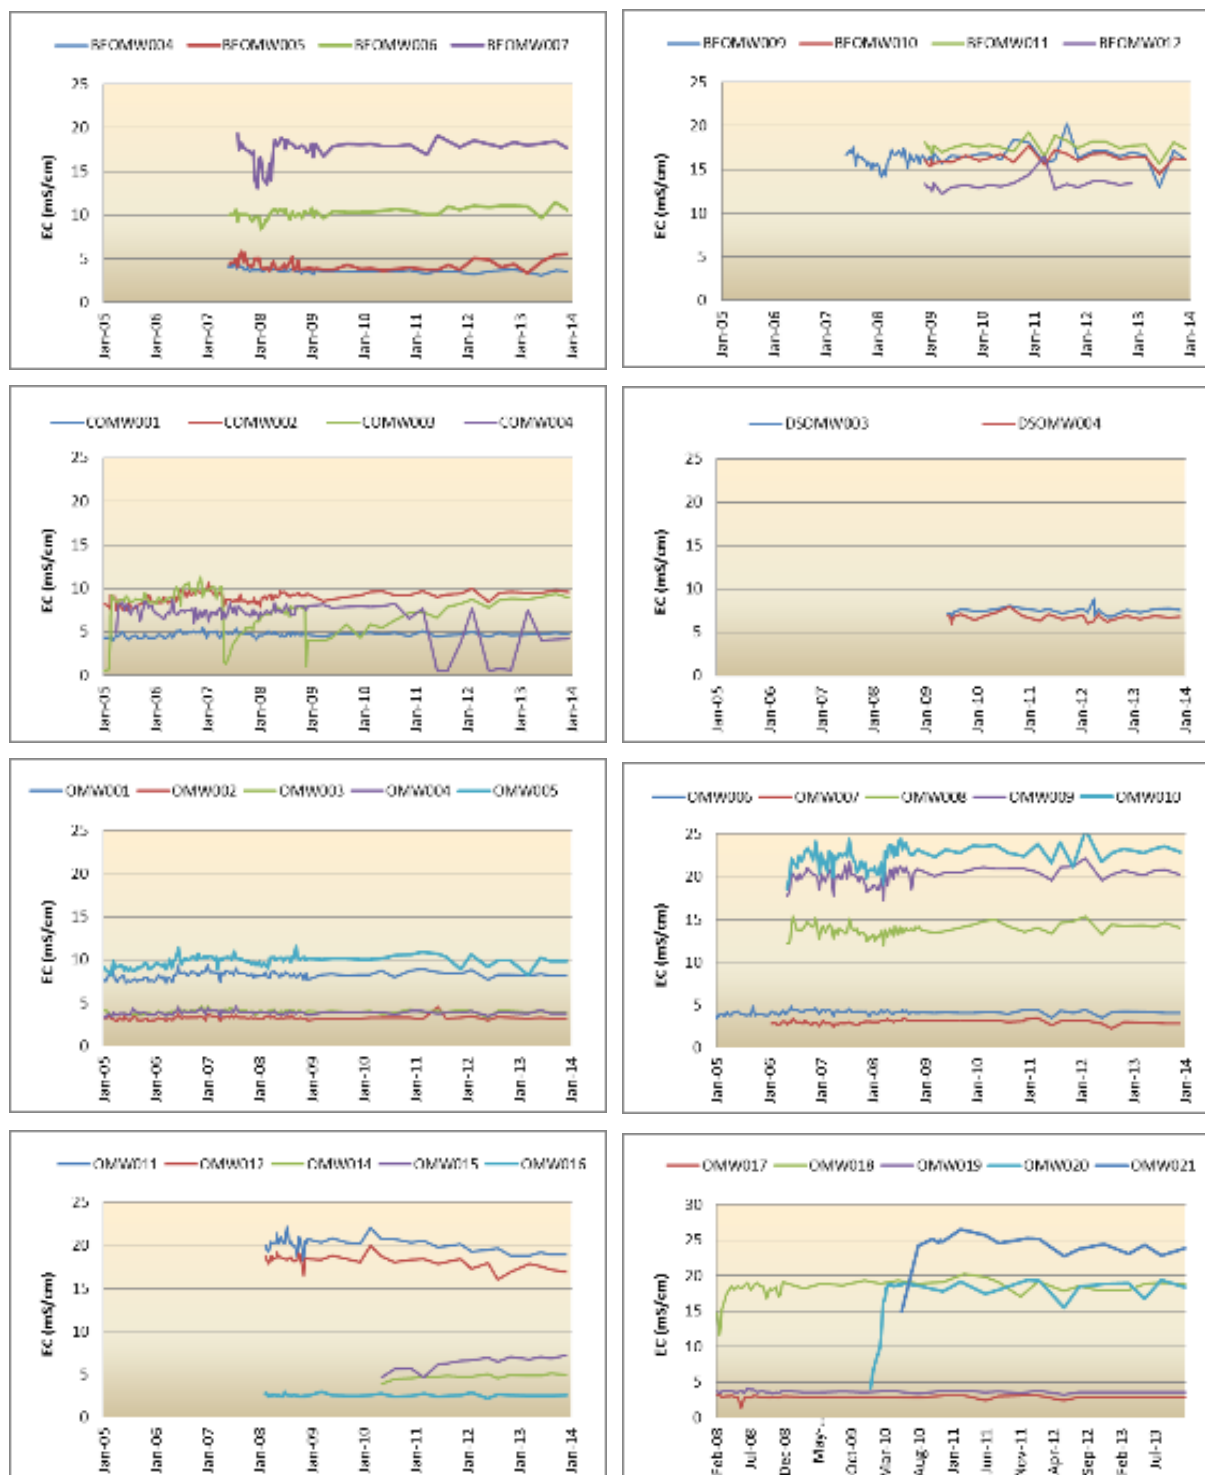 BFOMW004 BFOMW005 BFOMW006 BFOMW007
25
20
15
10
5
0
EC (mS/cm)
Jan-05 Jan-06 Jan-07 Jan-08 Jan-09 Jan-10 Jan-11 Jan-12 Jan-13 Jan-14
BFOMW009 BFOMW010 BFOMW011 BFOMW012
25
20
15
10
5
0
EC (mS/cm)
Jan-05 Jan-06 Jan-07 Jan-08 Jan-09 Jan-10 Jan-11 Jan-12 Jan-13 Jan-14
COMW001 COMW002 COMW003 COMW004
25
20
15
10
5
0
EC (mS/cm)
Jan-05 Jan-06 Jan-07 Jan-08 Jan-09 Jan-10 Jan-11 Jan-12 Jan-13 Jan-14
DSOMW003 DSOMW004
25
20
15
10
5
0
EC (mS/cm)
Jan-05 Jan-06 Jan-07 Jan-08 Jan-09 Jan-10 Jan-11 Jan-12 Jan-13 Jan-14
OMW001 OMW002 OMW003 OMW004 OMW005
25
20
15
10
5
0
EC (mS/cm)
Jan-05 Jan-06 Jan-07 Jan-08 Jan-09 Jan-10 Jan-11 Jan-12 Jan-13 Jan-14
OMW006 OMW007 OMW008 OMW009 OMW010
25
20
15
10
5
0
EC (mS/cm)
Jan-05 Jan-06 Jan-07 Jan-08 Jan-09 Jan-10 Jan-11 Jan-12 Jan-13 Jan-14
OMW011 OMW012 OMW014 OMW015 OMW016
25
20
15
10
5
0
EC (mS/cm)
Jan-05 Jan-06 Jan-07 Jan-08 Jan-09 Jan-10 Jan-11 Jan-12 Jan-13 Jan-14
OMW017 OMW018 OMW019 OMW020 OMW021
30
25
20
15
10
5
0
EC (mS/cm)
Feb-08 Jul-08 Dec-08 May-... Oct-09 Mar-10 Aug-10 Jan-11 Jun-11 Nov-11 Apr-12 Sep-12 Feb-13 Jul-13